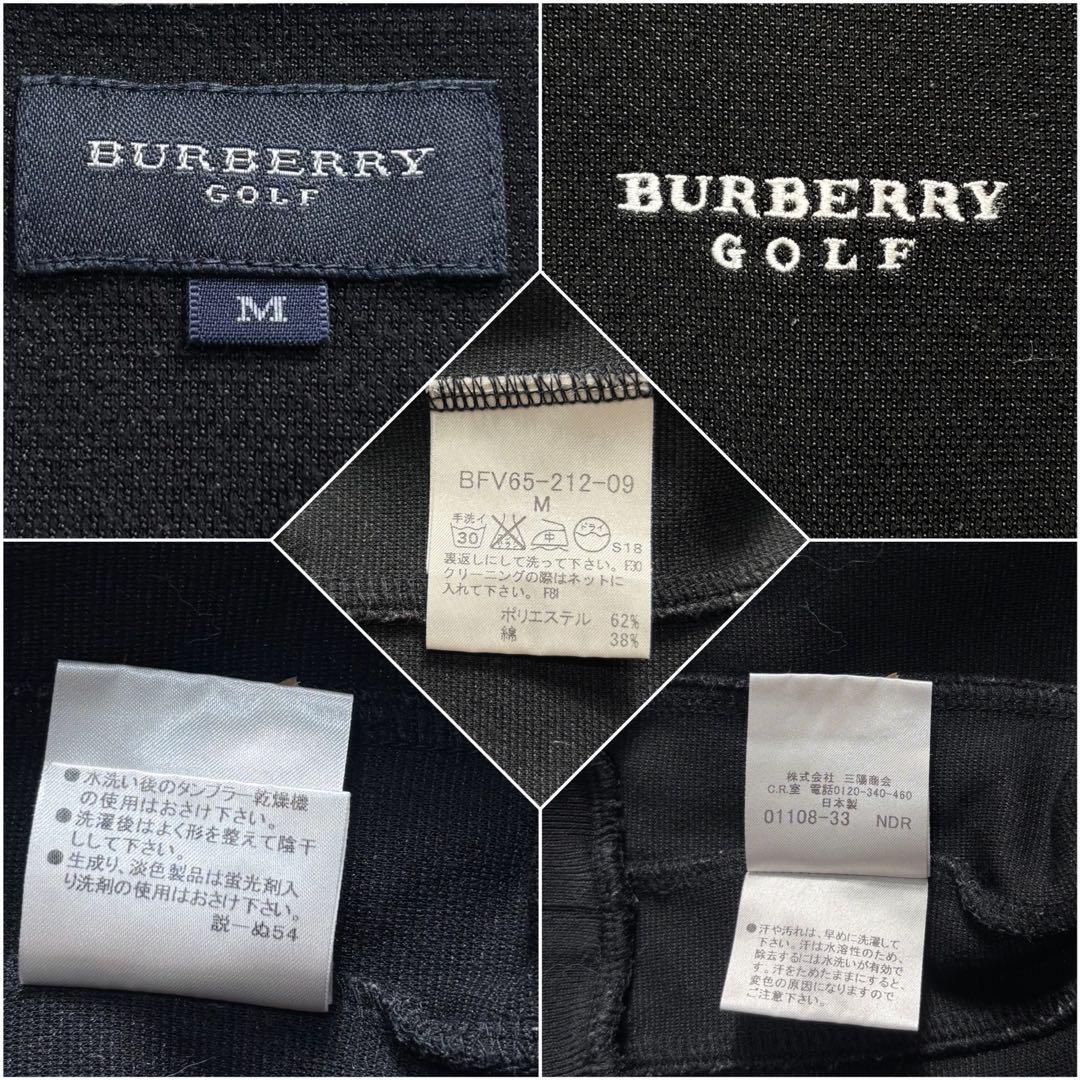 BURBERRY
GOLF
M
BURBERRY
GOLF
BFV65-212-09
M
手洗イ
30
中
ドライ
S18
裏返しにして洗って下さい。F30
クリーニングの際はネットに
入れて下さい。F81
ポリエステル 62%
綿 38%
●水洗い後のタンブラー乾燥機
の使用はおさけ下さい。
●洗濯後はよく形を整えて陰干
しして下さい。
●生成り、淡色製品は蛍光剤入
り洗剤の使用はおさけ下さい。
説ーぬ54
株式会社 三陽商会
C.R.室 電話0120-340-460
日本製
01108-33 NDR
●汗や汚れは、早めに洗濯して
下さい。汗は水溶性のため、
除去するには水洗いが有効で
す。汗をためたままにすると、
変色の原因になりますので
ご注意下さい。